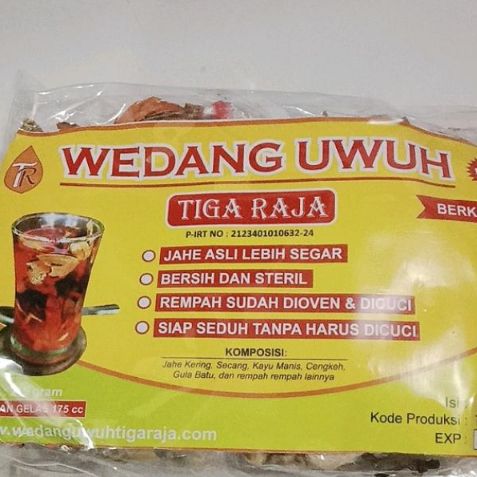 TR
WEDANG UWUH
TIGA RAJA
BERK
P-IRT NO : 2123401010632-24
JAHE ASLI LEBIH SEGAR
BERSIH DAN STERIL
REMPAH SUDAH DIOVEN & DICUCI
SIAP SEDUH TANPA HARUS DICUCI
KOMPOSISI:
Jahe Kering, Secang, Kayu Manis, Cengkeh,
Gula Batu, dan rempah rempah lainnya
gram
AN GELAS 175 cc
Isi
Kode Produksi :
EXP :
w.wedanguwuhtigaraja.com